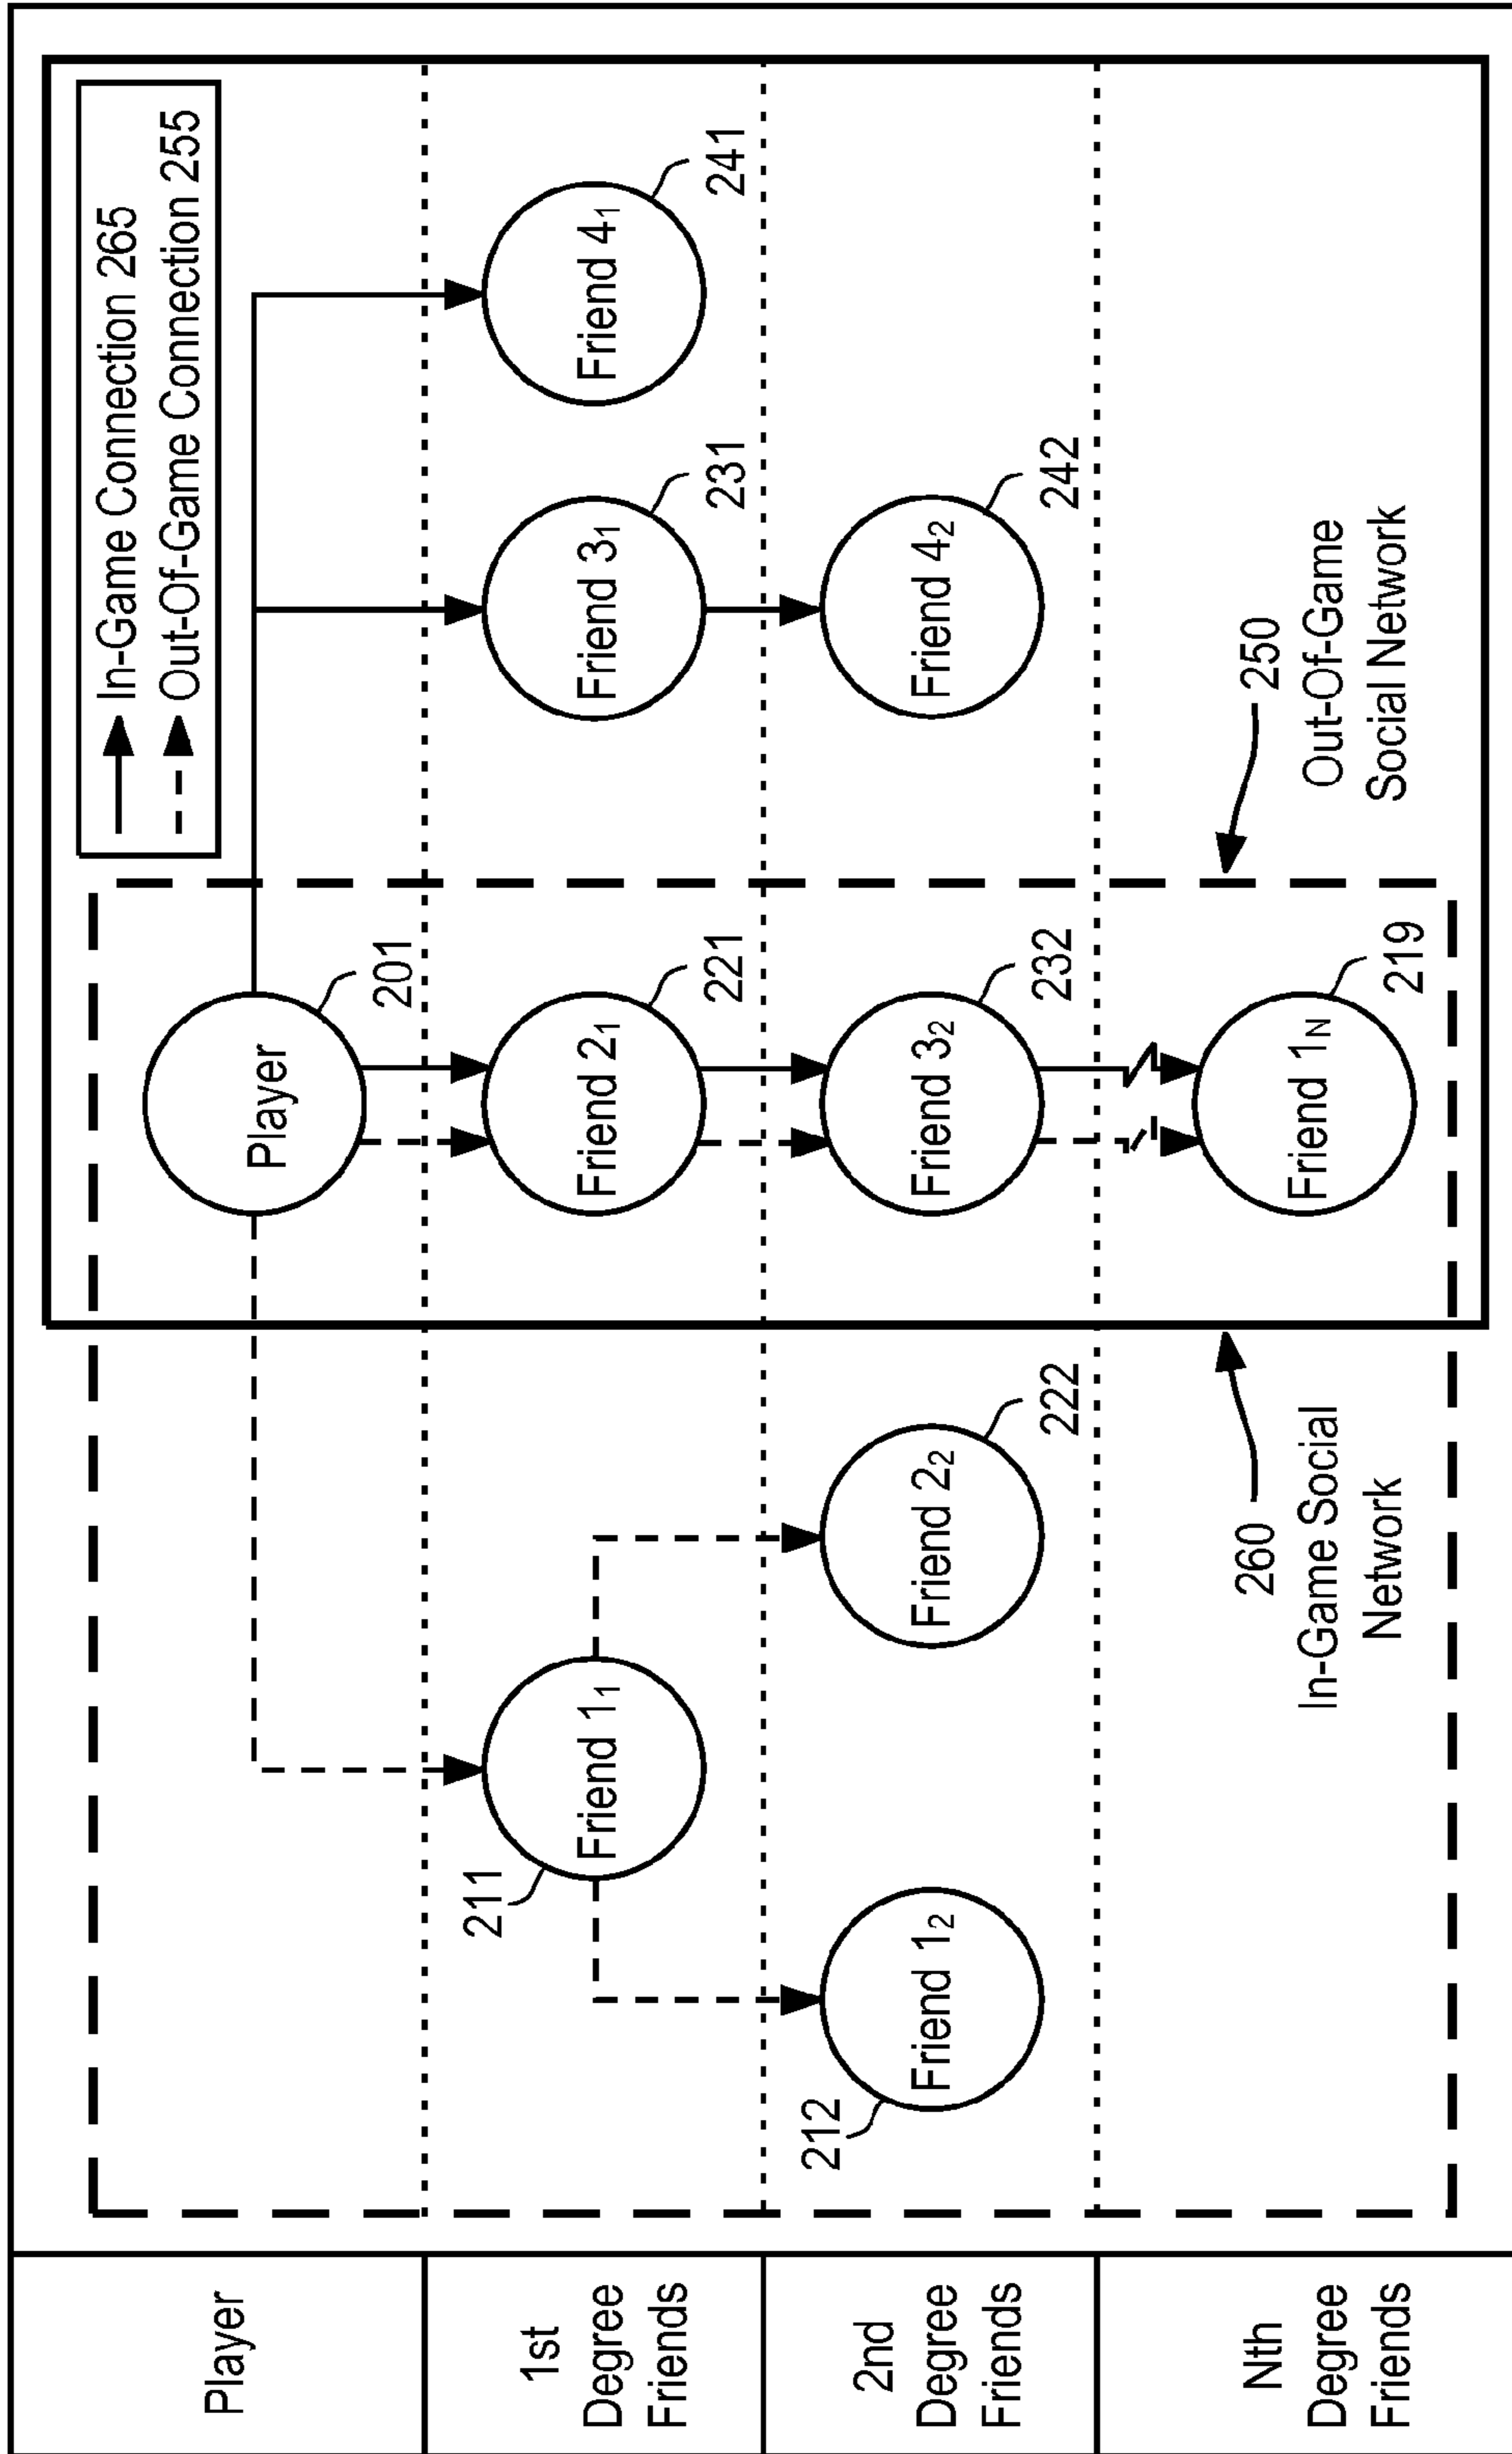 In-Game Connection 265
Out-Of-Game Connection 255
Player
Player
201
1st
Degree
Friends
211
Friend 1₁
Friend 2₁
221
Friend 3₁
231
Friend 4₁
241
2nd
Degree
Friends
212
Friend 1₂
Friend 2₂
222
Friend 3₂
232
Friend 4₂
242
Nth
Degree
Friends
260
In-Game Social
Network
Friend 1N
219
250
Out-Of-Game
Social Network